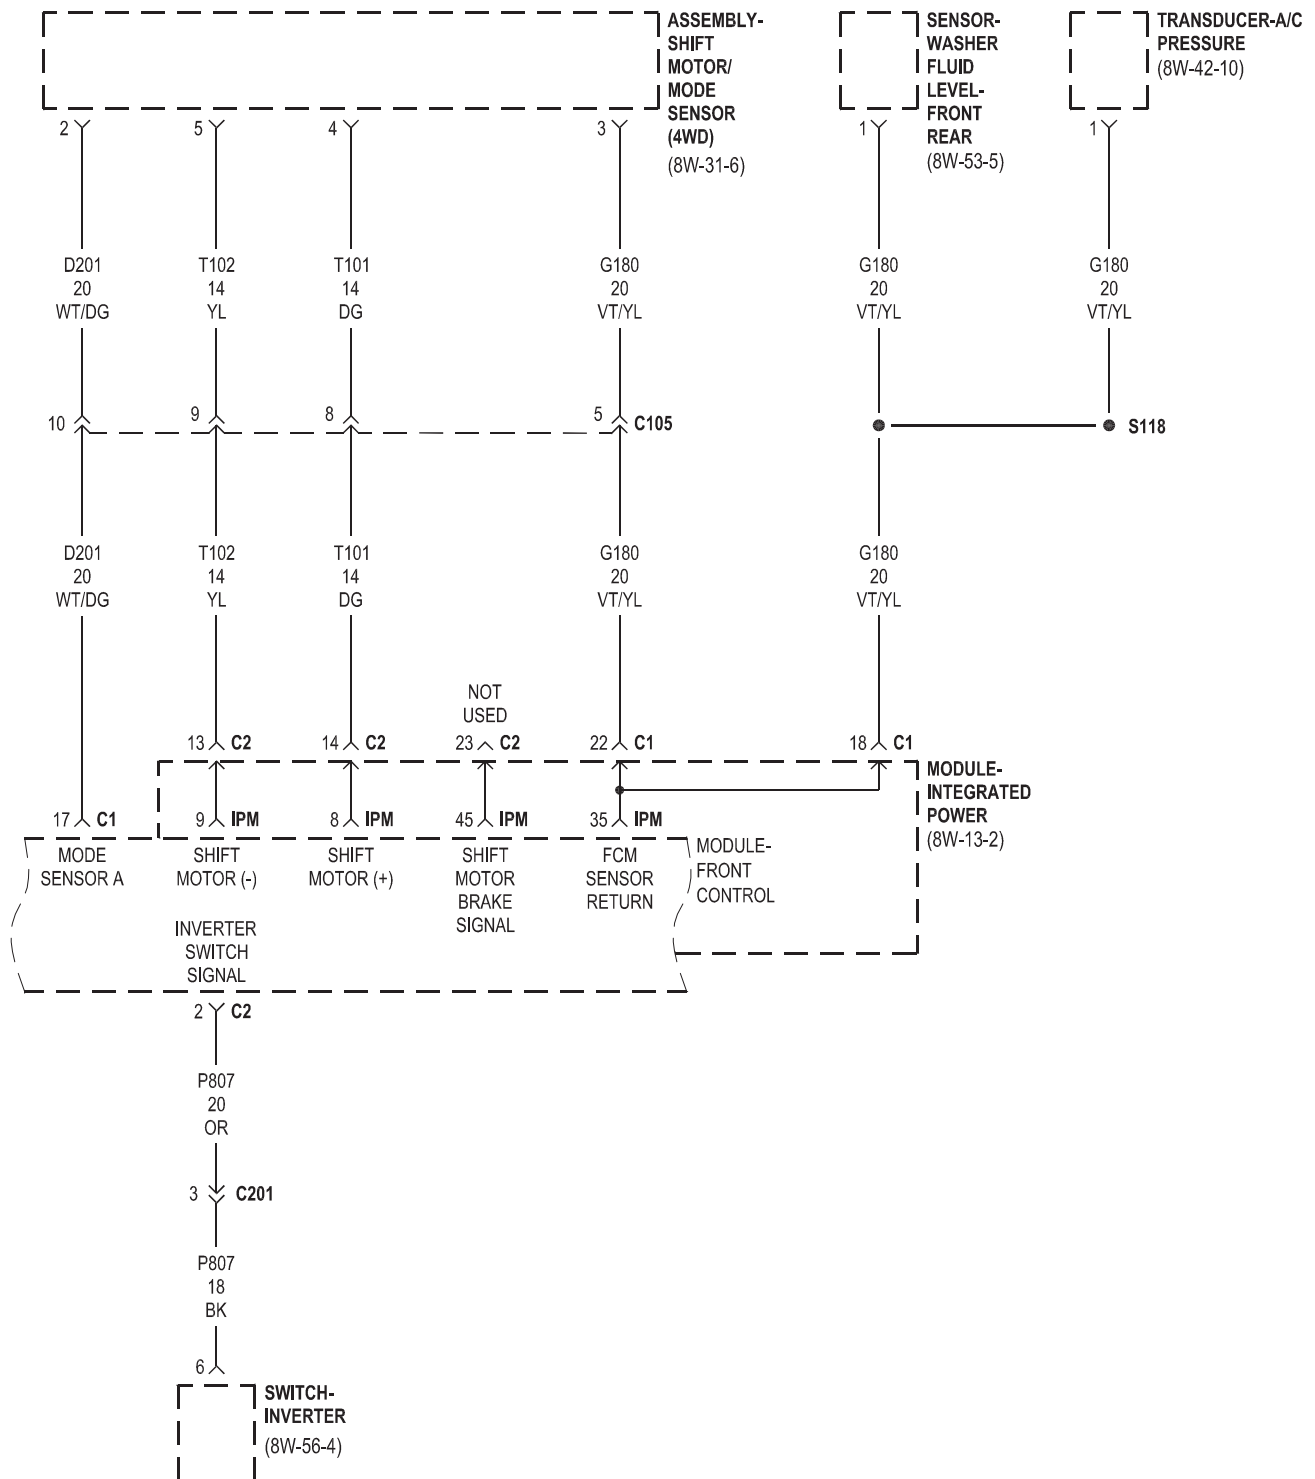 ASSEMBLY-
SHIFT
MOTOR/
MODE
SENSOR
(4WD)
(8W-31-6)
SENSOR-
WASHER
FLUID
LEVEL-
FRONT
REAR
(8W-53-5)
TRANSDUCER-A/C
PRESSURE
(8W-42-10)
2
5
4
3
1
1
D201
20
WT/DG
T102
14
YL
T101
14
DG
G180
20
VT/YL
G180
20
VT/YL
G180
20
VT/YL
10
9
8
5
C105
S118
D201
20
WT/DG
T102
14
YL
T101
14
DG
G180
20
VT/YL
G180
20
VT/YL
NOT
USED
13 C2
14 C2
23 C2
22 C1
18 C1
MODULE-
INTEGRATED
POWER
(8W-13-2)
17 C1
9 IPM
8 IPM
45 IPM
35 IPM
MODE
SENSOR A
SHIFT
MOTOR (-)
SHIFT
MOTOR (+)
SHIFT
MOTOR
BRAKE
SIGNAL
FCM
SENSOR
RETURN
MODULE-
FRONT
CONTROL
INVERTER
SWITCH
SIGNAL
2 C2
P807
20
OR
3 C201
P807
18
BK
6
SWITCH-
INVERTER
(8W-56-4)